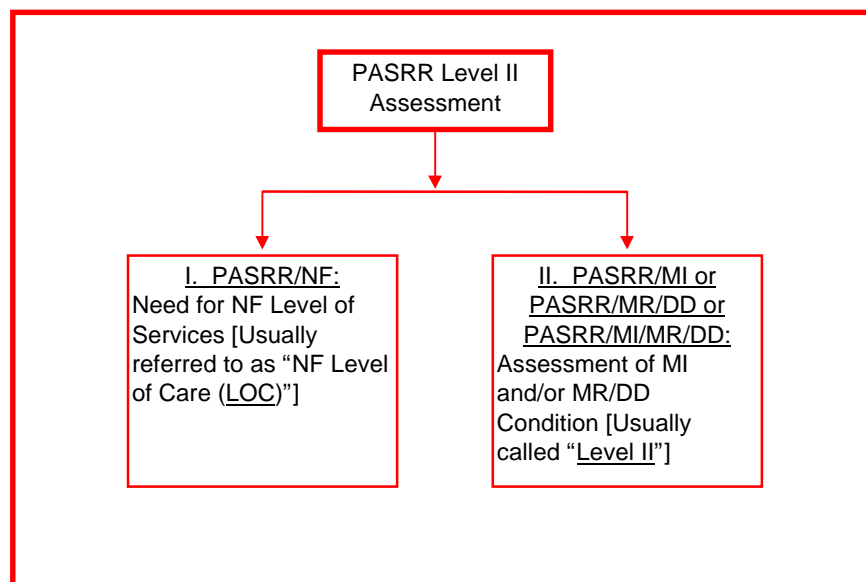 PASRR Level II
Assessment
I. PASRR/NF:
Need for NF Level of
Services [Usually
referred to as “NF Level
of Care (LOC)”]
II. PASRR/MI or
PASRR/MR/DD or
PASRR/MI/MR/DD:
Assessment of MI
and/or MR/DD
Condition [Usually
called “Level II”]